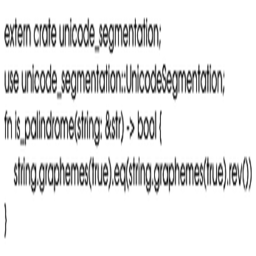 extern crate unicode_segmentation;
use unicode_segmentation::UnicodeSegmentation;
fn is_palindrome(string: &str) -> bool {
    string.graphemes(true).eq(string.graphemes(true).rev())
}